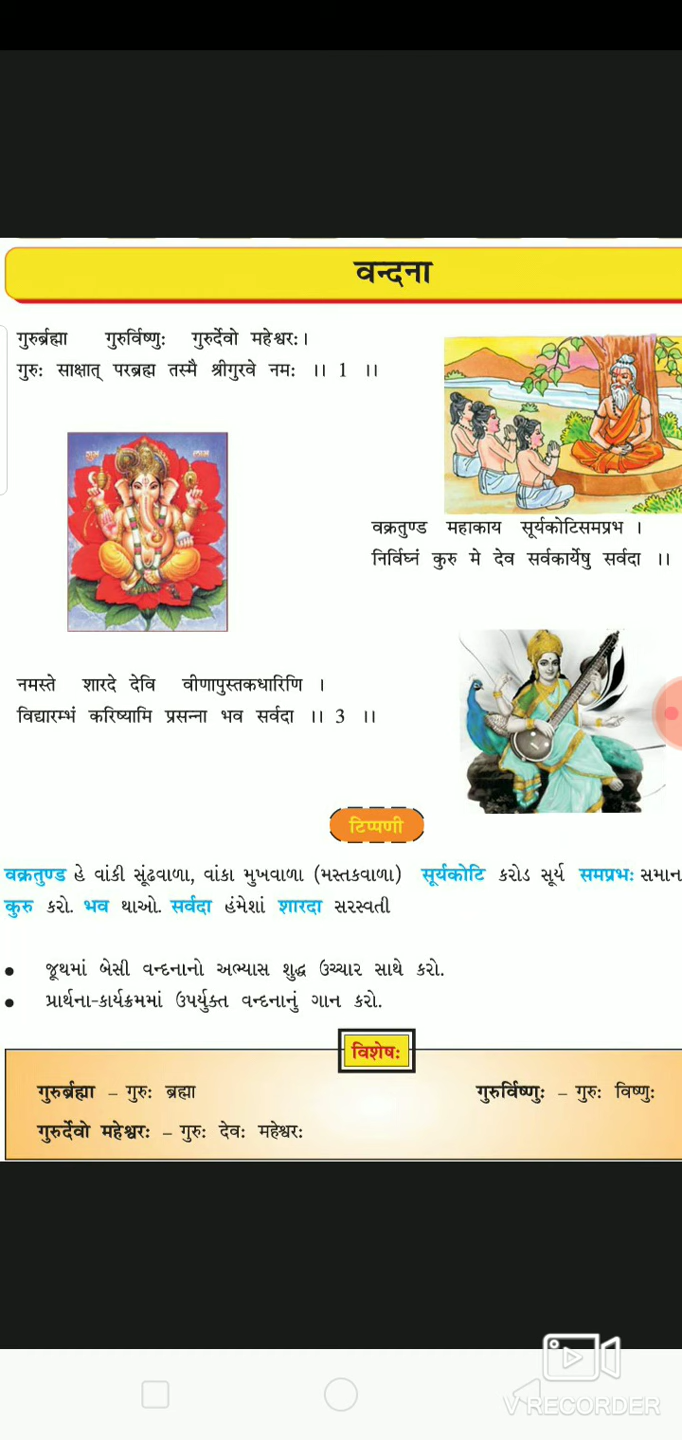 वन्दना
गुरुर्ब्रह्मा गुरुर्विष्णुः गुरुर्देवो महेश्वरः।
गुरुः साक्षात् परब्रह्म तस्मै श्रीगुरवे नमः ।। 1 ।।
शुभ लाभ
वक्रतुण्ड महाकाय सूर्यकोटिसमप्रभ ।
निर्विघ्नं कुरु मे देव सर्वकार्येषु सर्वदा ।।
नमस्ते शारदे देवि वीणापुस्तकधारिणि ।
विद्यारम्भं करिष्यामि प्रसन्ना भव सर्वदा ।। 3 ।।
टिप्पणी
वक्रतुण्ड હે વાંકી સૂંઢવાળા, વાંકા મુખવાળા (મસ્તકવાળા) सूर्यकोटि કરોડ સૂર્ય समप्रभः સમાન
कुरु કરો. भव થાઓ. सर्वदा હંમેશાં शारदा સરસ્વતી
• જૂથમાં બેસી વન્દનાનો અભ્યાસ શુદ્ધ ઉચ્ચાર સાથે કરો.
• પ્રાર્થના-કાર્યક્રમમાં ઉપર્યુક્ત વન્દનાનું ગાન કરો.
विशेषः
गुरुर्ब्रह्मा – गुरुः ब्रह्मा गुरुर्विष्णुः – गुरुः विष्णुः
गुरुर्देवो महेश्वरः – गुरुः देवः महेश्वरः
V RECORDER